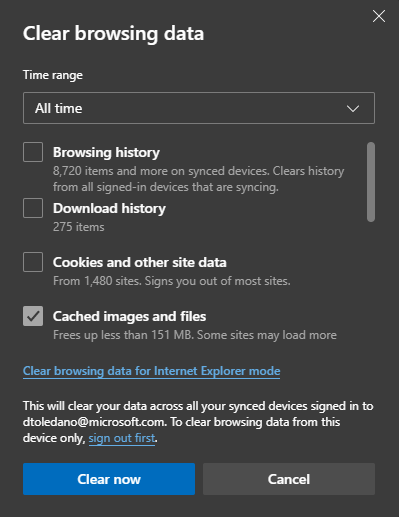 Clear browsing data
Time range
All time
Browsing history
8,720 items and more on synced devices. Clears history
from all signed-in devices that are syncing.
Download history
275 items
Cookies and other site data
From 1,480 sites. Signs you out of most sites.
Cached images and files
Frees up less than 151 MB. Some sites may load more
Clear browsing data for Internet Explorer mode
This will clear your data across all your synced devices signed in to
dtoledano@microsoft.com. To clear browsing data from this
device only, sign out first.
Clear now
Cancel